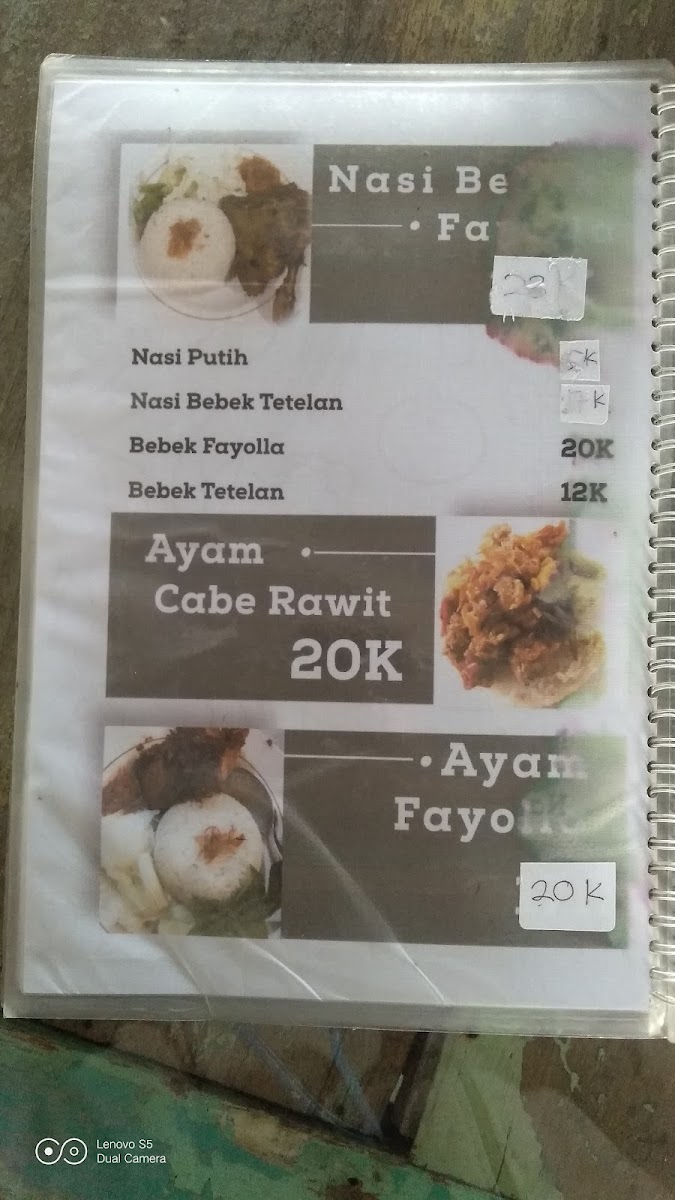 Nasi Be
Fa
23K
Nasi Putih 5K
Nasi Bebek Tetelan 17K
Bebek Fayolla 20K
Bebek Tetelan 12K
Ayam
Cabe Rawit
20K
Ayam
Fayolla
20K
Lenovo S5
Dual Camera